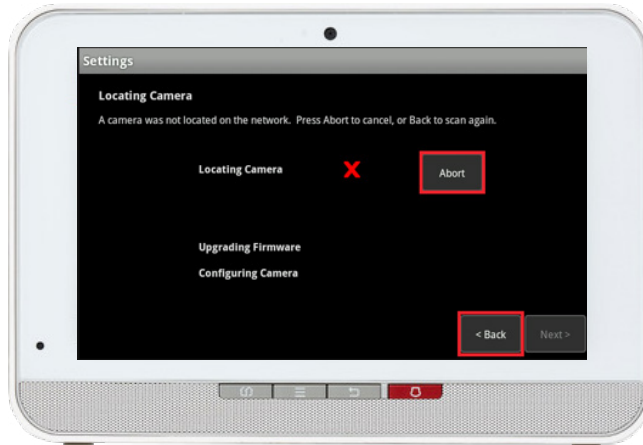 Settings
Locating Camera
A camera was not located on the network. Press Abort to cancel, or Back to scan again.
Locating Camera
Abort
Upgrading Firmware
Configuring Camera
< Back
Next >